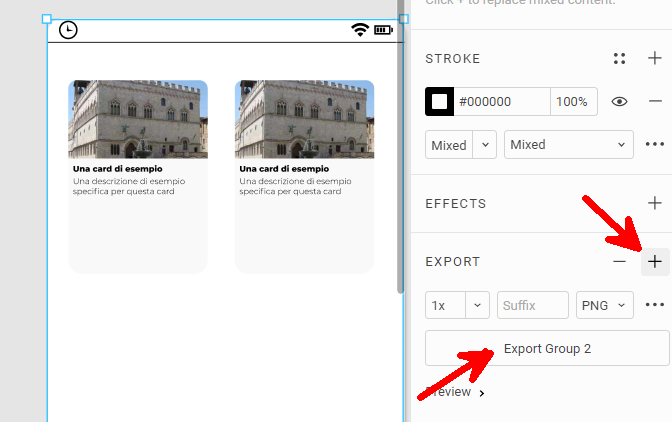 Click + to replace mixed content.
STROKE
#000000 100%
Mixed Mixed
EFFECTS
EXPORT
1x Suffix PNG
Export Group 2
Preview
Una card di esempio
Una descrizione di esempio
specifica per questa card
Una card di esempio
Una descrizione di esempio
specifica per questa card